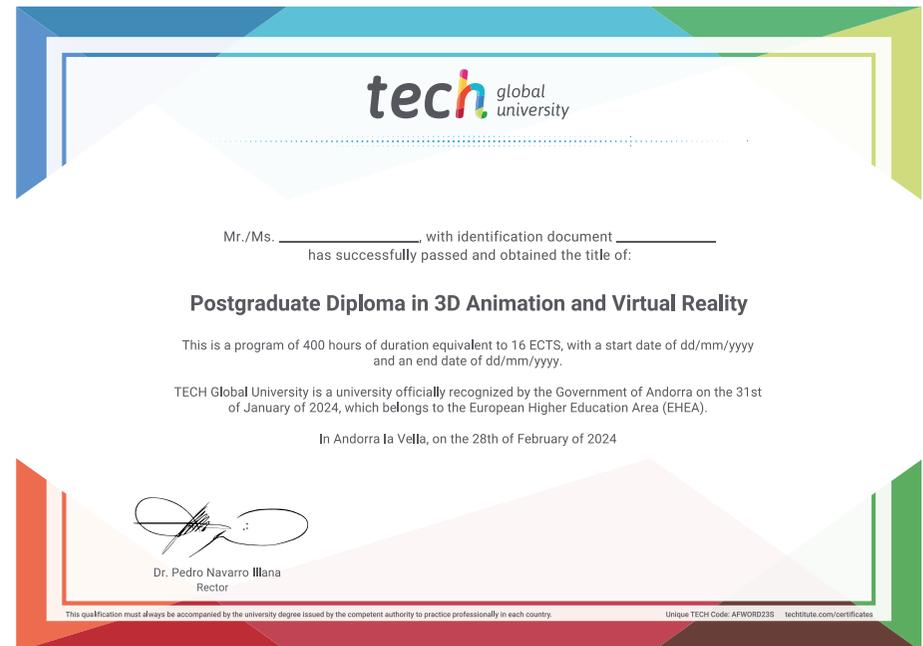 tech global
university
Mr./Ms. ____________, with identification document ____________
has successfully passed and obtained the title of:
Postgraduate Diploma in 3D Animation and Virtual Reality
This is a program of 400 hours of duration equivalent to 16 ECTS, with a start date of dd/mm/yyyy
and an end date of dd/mm/yyyy.
TECH Global University is a university officially recognized by the Government of Andorra on the 31st
of January of 2024, which belongs to the European Higher Education Area (EHEA).
In Andorra la Vella, on the 28th of February of 2024
Dr. Pedro Navarro Illana
Rector
This qualification must always be accompanied by the university degree issued by the competent authority to practice professionally in each country.
Unique TECH Code: AFWORD23S techtitute.com/certificates